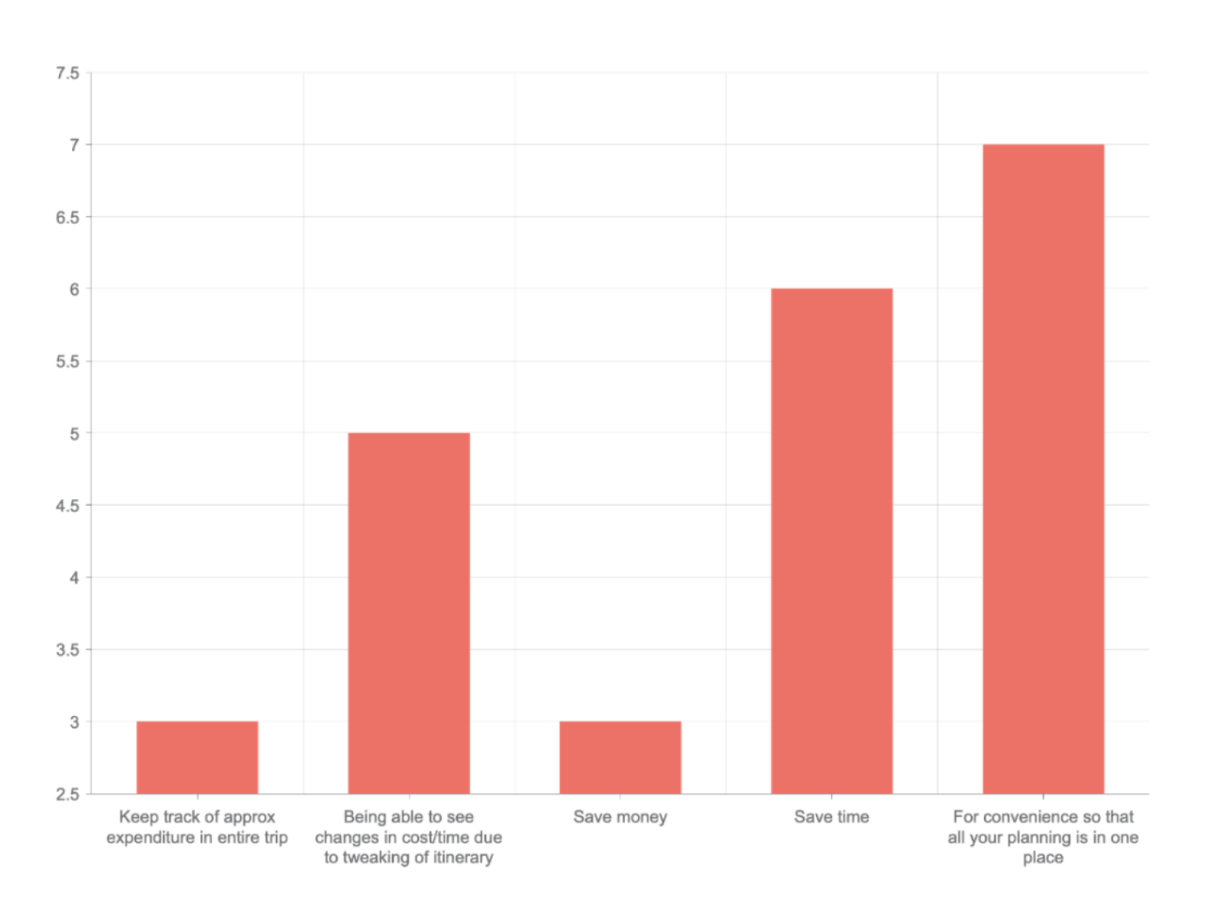 7.5
7
6.5
6
5.5
5
4.5
4
3.5
3
2.5
Keep track of approx
expenditure in entire trip
Being able to see
changes in cost/time due
to tweaking of itinerary
Save money
Save time
For convenience so that
all your planning is in one
place